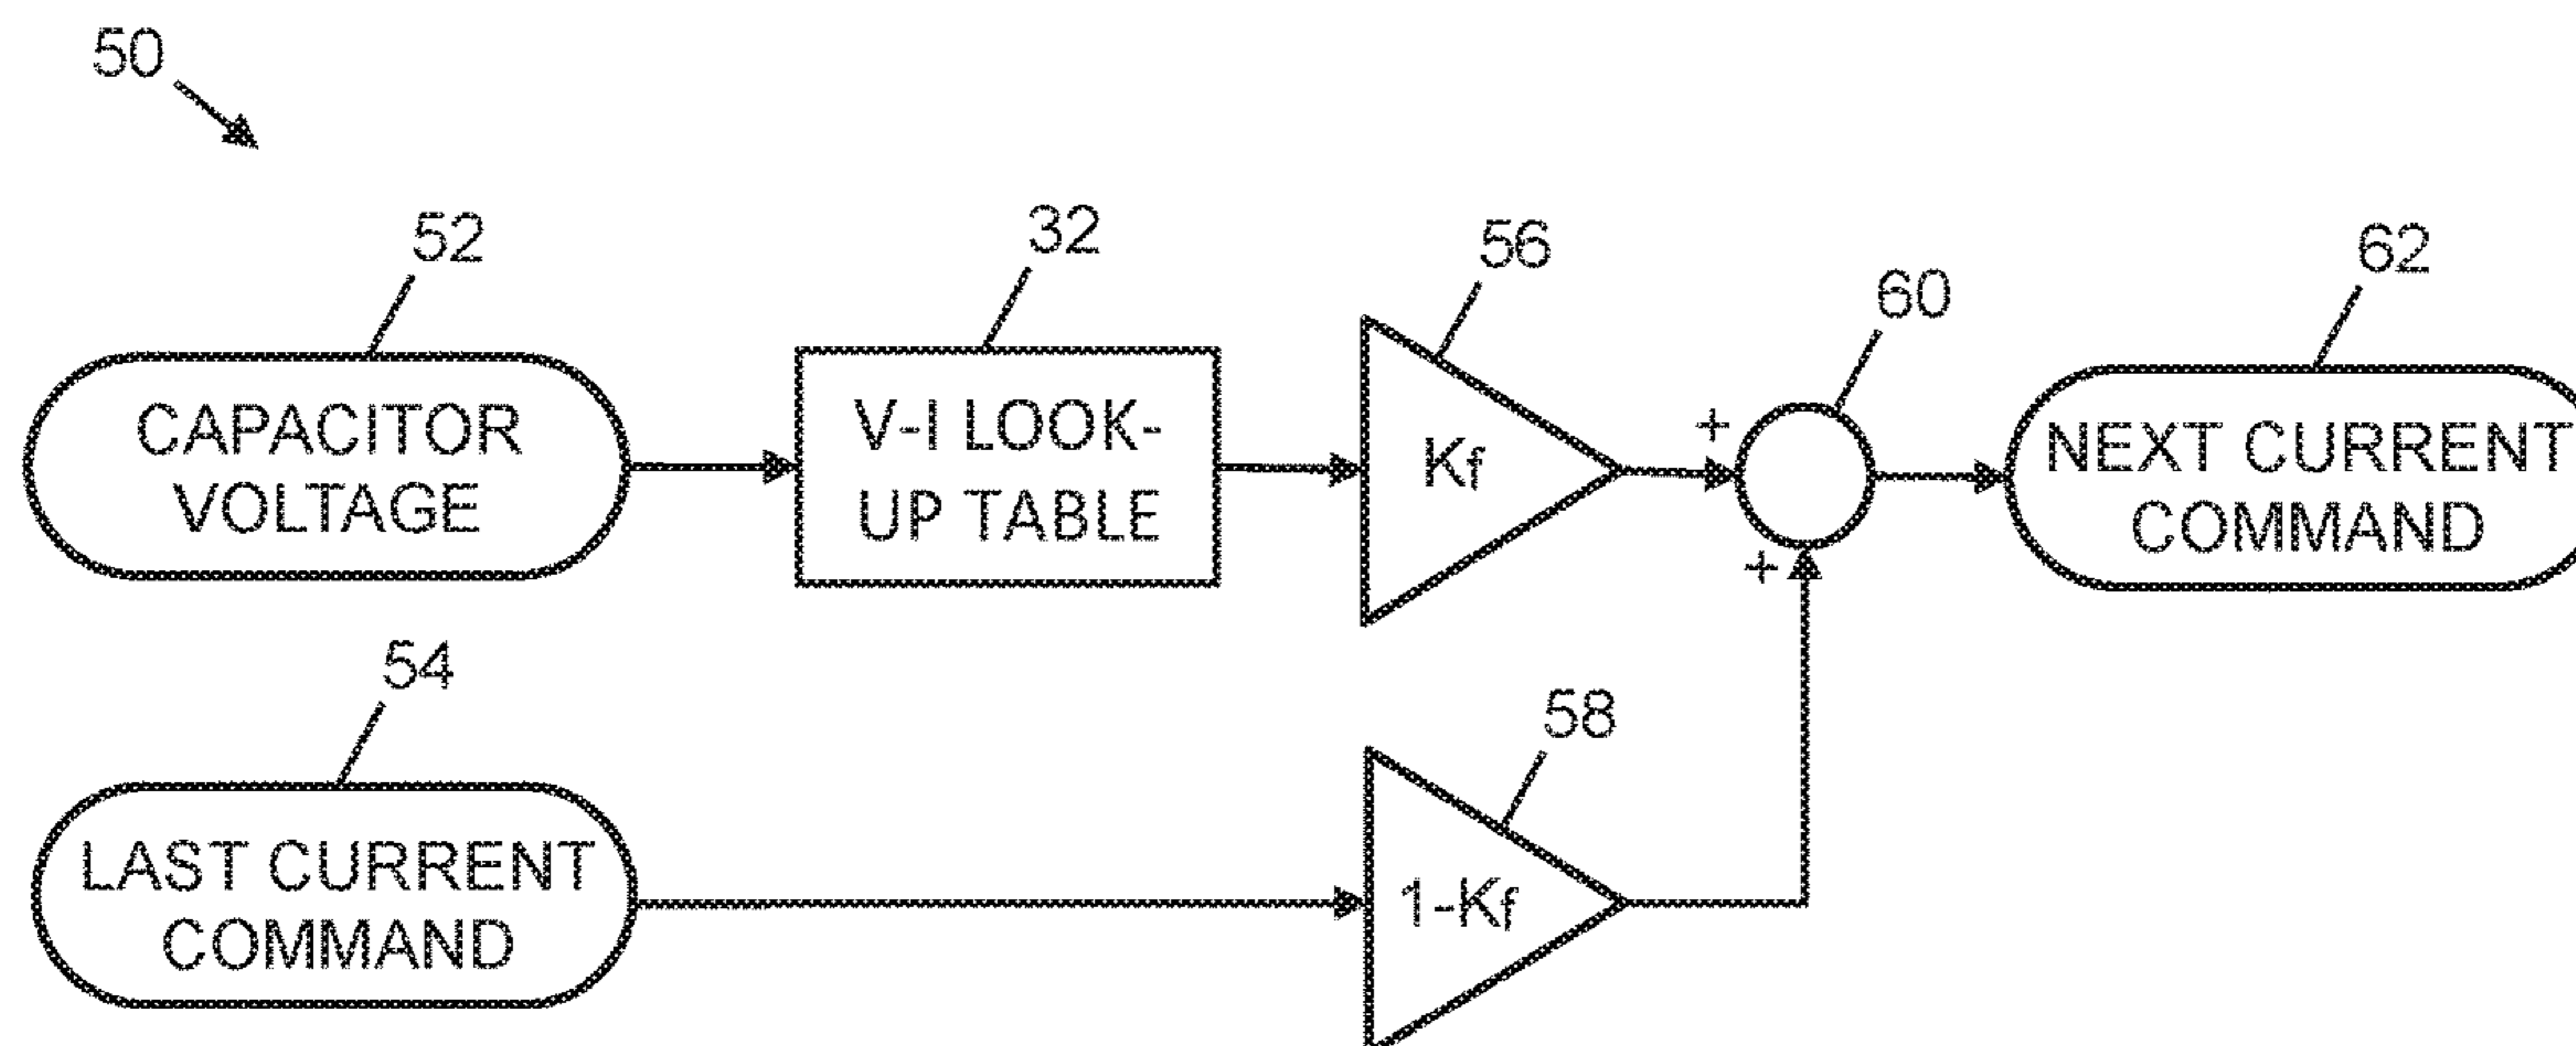 50
52
32
56
60
62
CAPACITOR
VOLTAGE
V-I LOOK-
UP TABLE
Kf
+
+
NEXT CURRENT
COMMAND
54
58
LAST CURRENT
COMMAND
1-Kf